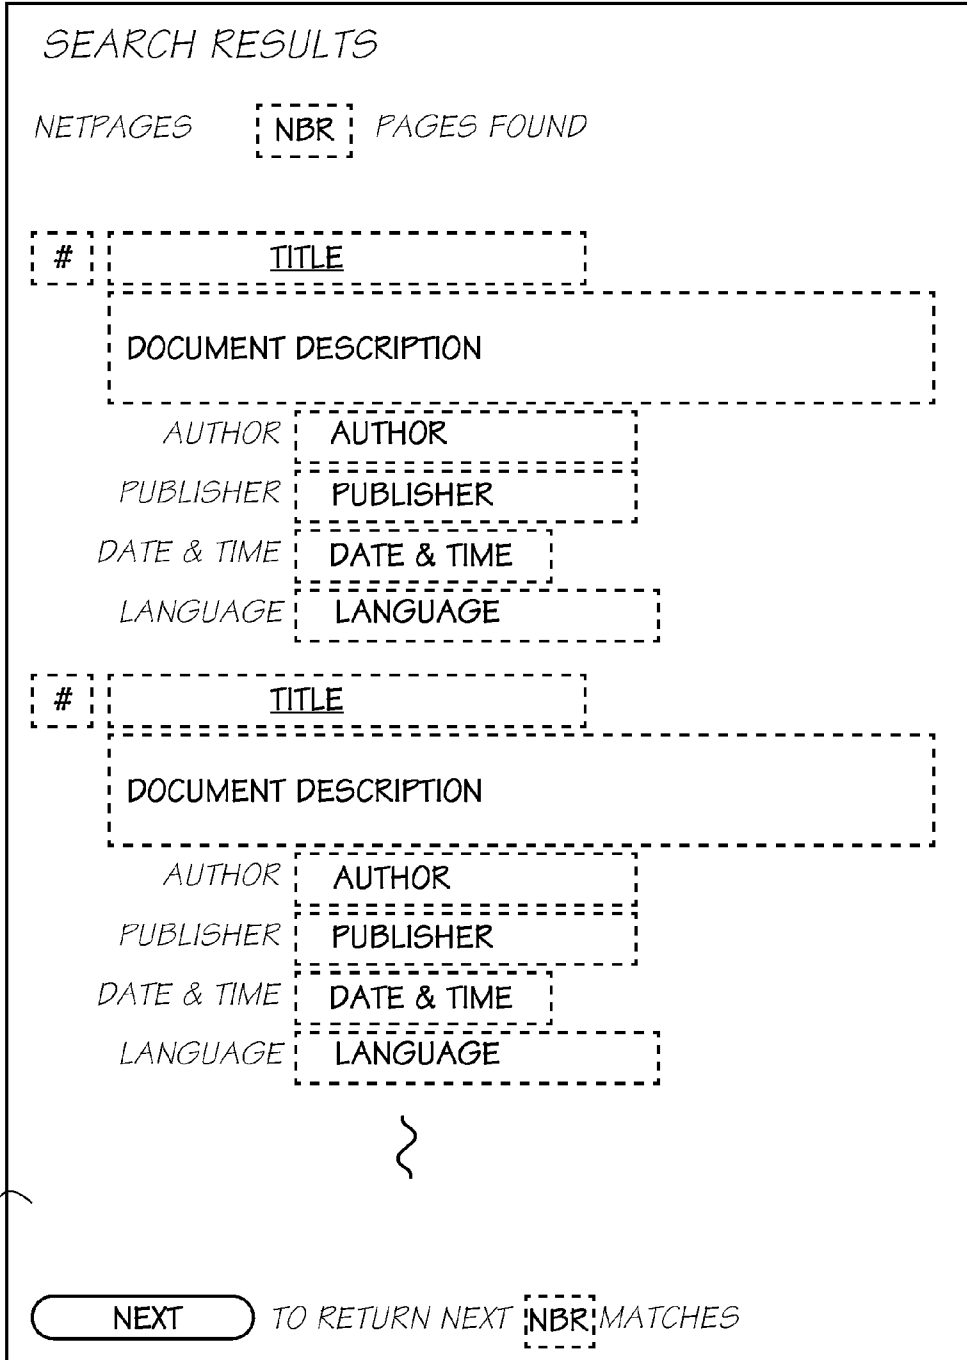 SEARCH RESULTS
NETPAGES NBR PAGES FOUND
# TITLE
DOCUMENT DESCRIPTION
AUTHOR AUTHOR
PUBLISHER PUBLISHER
DATE & TIME DATE & TIME
LANGUAGE LANGUAGE
# TITLE
DOCUMENT DESCRIPTION
AUTHOR AUTHOR
PUBLISHER PUBLISHER
DATE & TIME DATE & TIME
LANGUAGE LANGUAGE
NEXT TO RETURN NEXT NBR MATCHES